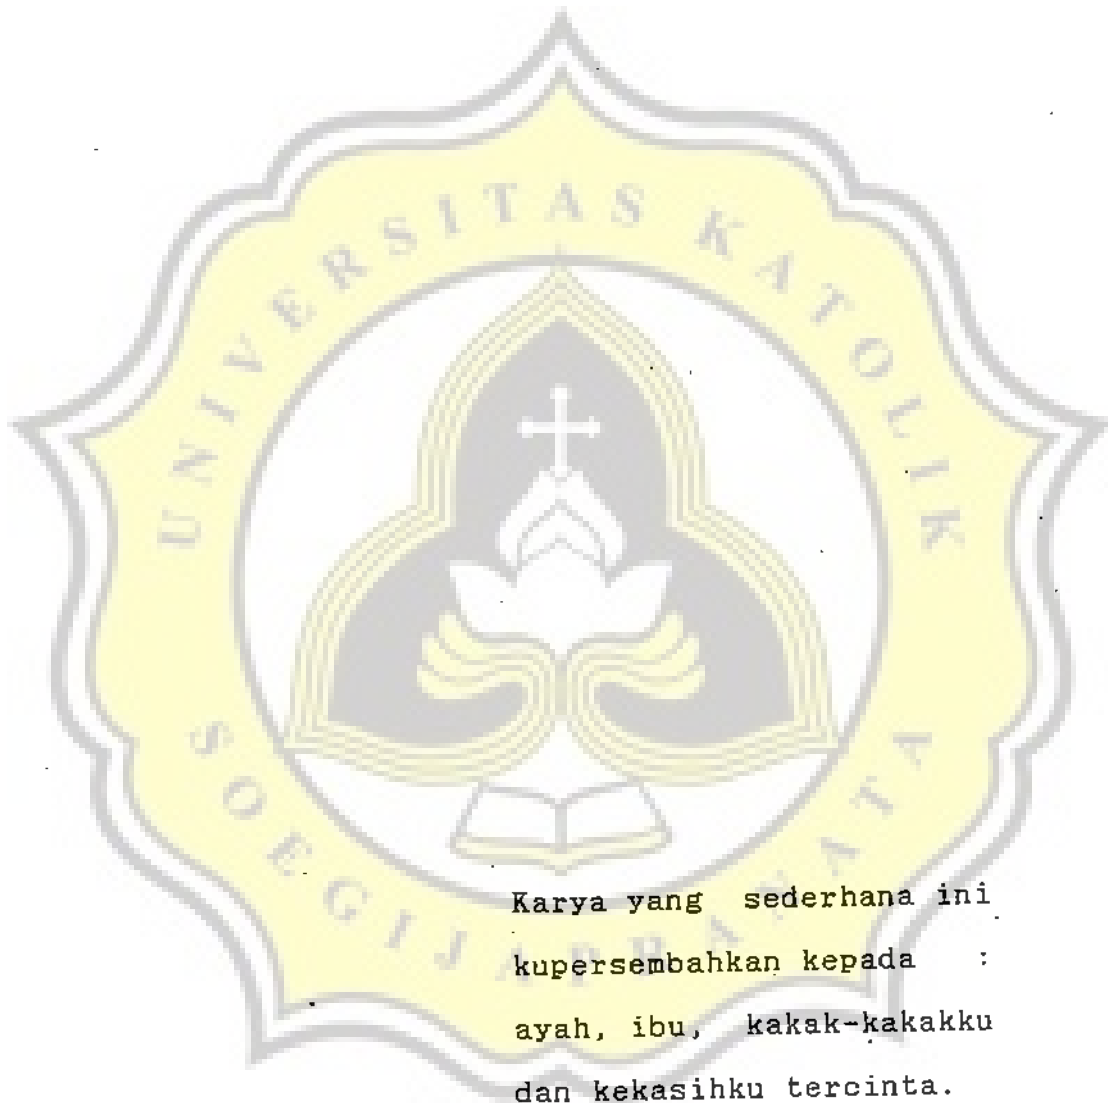 UNIVERSITAS KATOLIK
SOEGIJAPRANATA
Karya yang sederhana ini
kupersembahkan kepada :
ayah, ibu, kakak-kakakku
dan kekasihku tercinta.